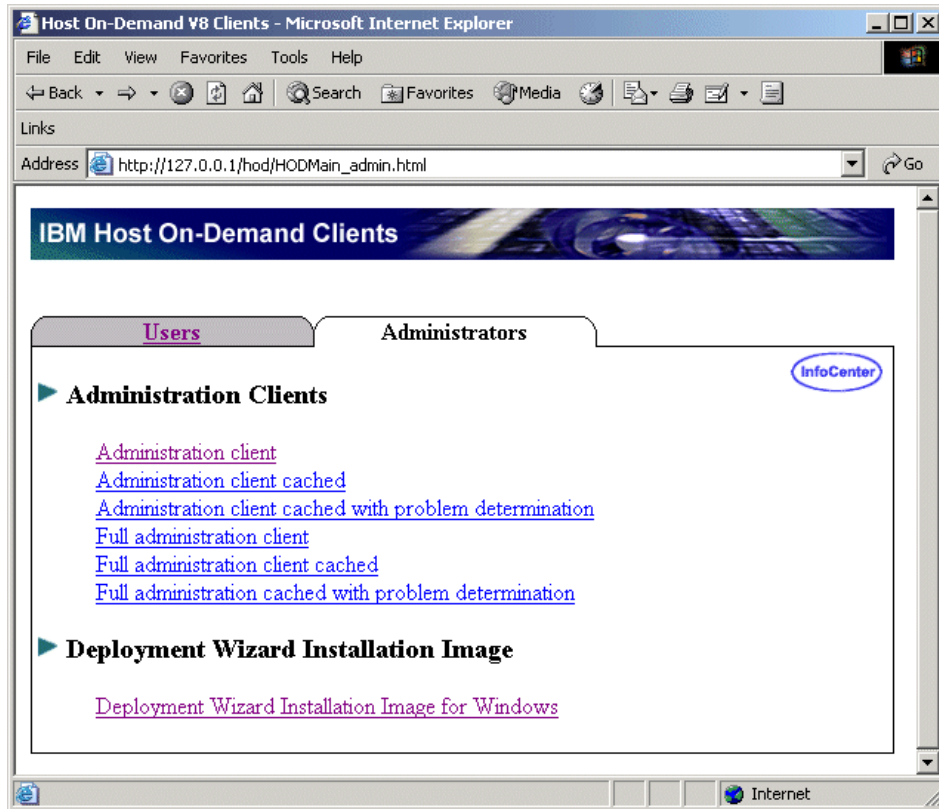 Host On-Demand V8 Clients - Microsoft Internet Explorer
File Edit View Favorites Tools Help
Back Search Favorites Media
Links
Address http://127.0.0.1/hod/HODMain_admin.html Go
IBM Host On-Demand Clients
Users Administrators
InfoCenter
Administration Clients
Administration client
Administration client cached
Administration client cached with problem determination
Full administration client
Full administration client cached
Full administration cached with problem determination
Deployment Wizard Installation Image
Deployment Wizard Installation Image for Windows
Internet